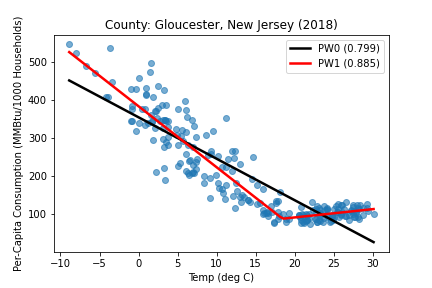 County: Gloucester, New Jersey (2018)
PW0 (0.799)
PW1 (0.885)
Per-Capita Consumption (MMBtu/1000 Households)
500
400
300
200
100
−10
−5
0
5
10
15
20
25
30
Temp (deg C)